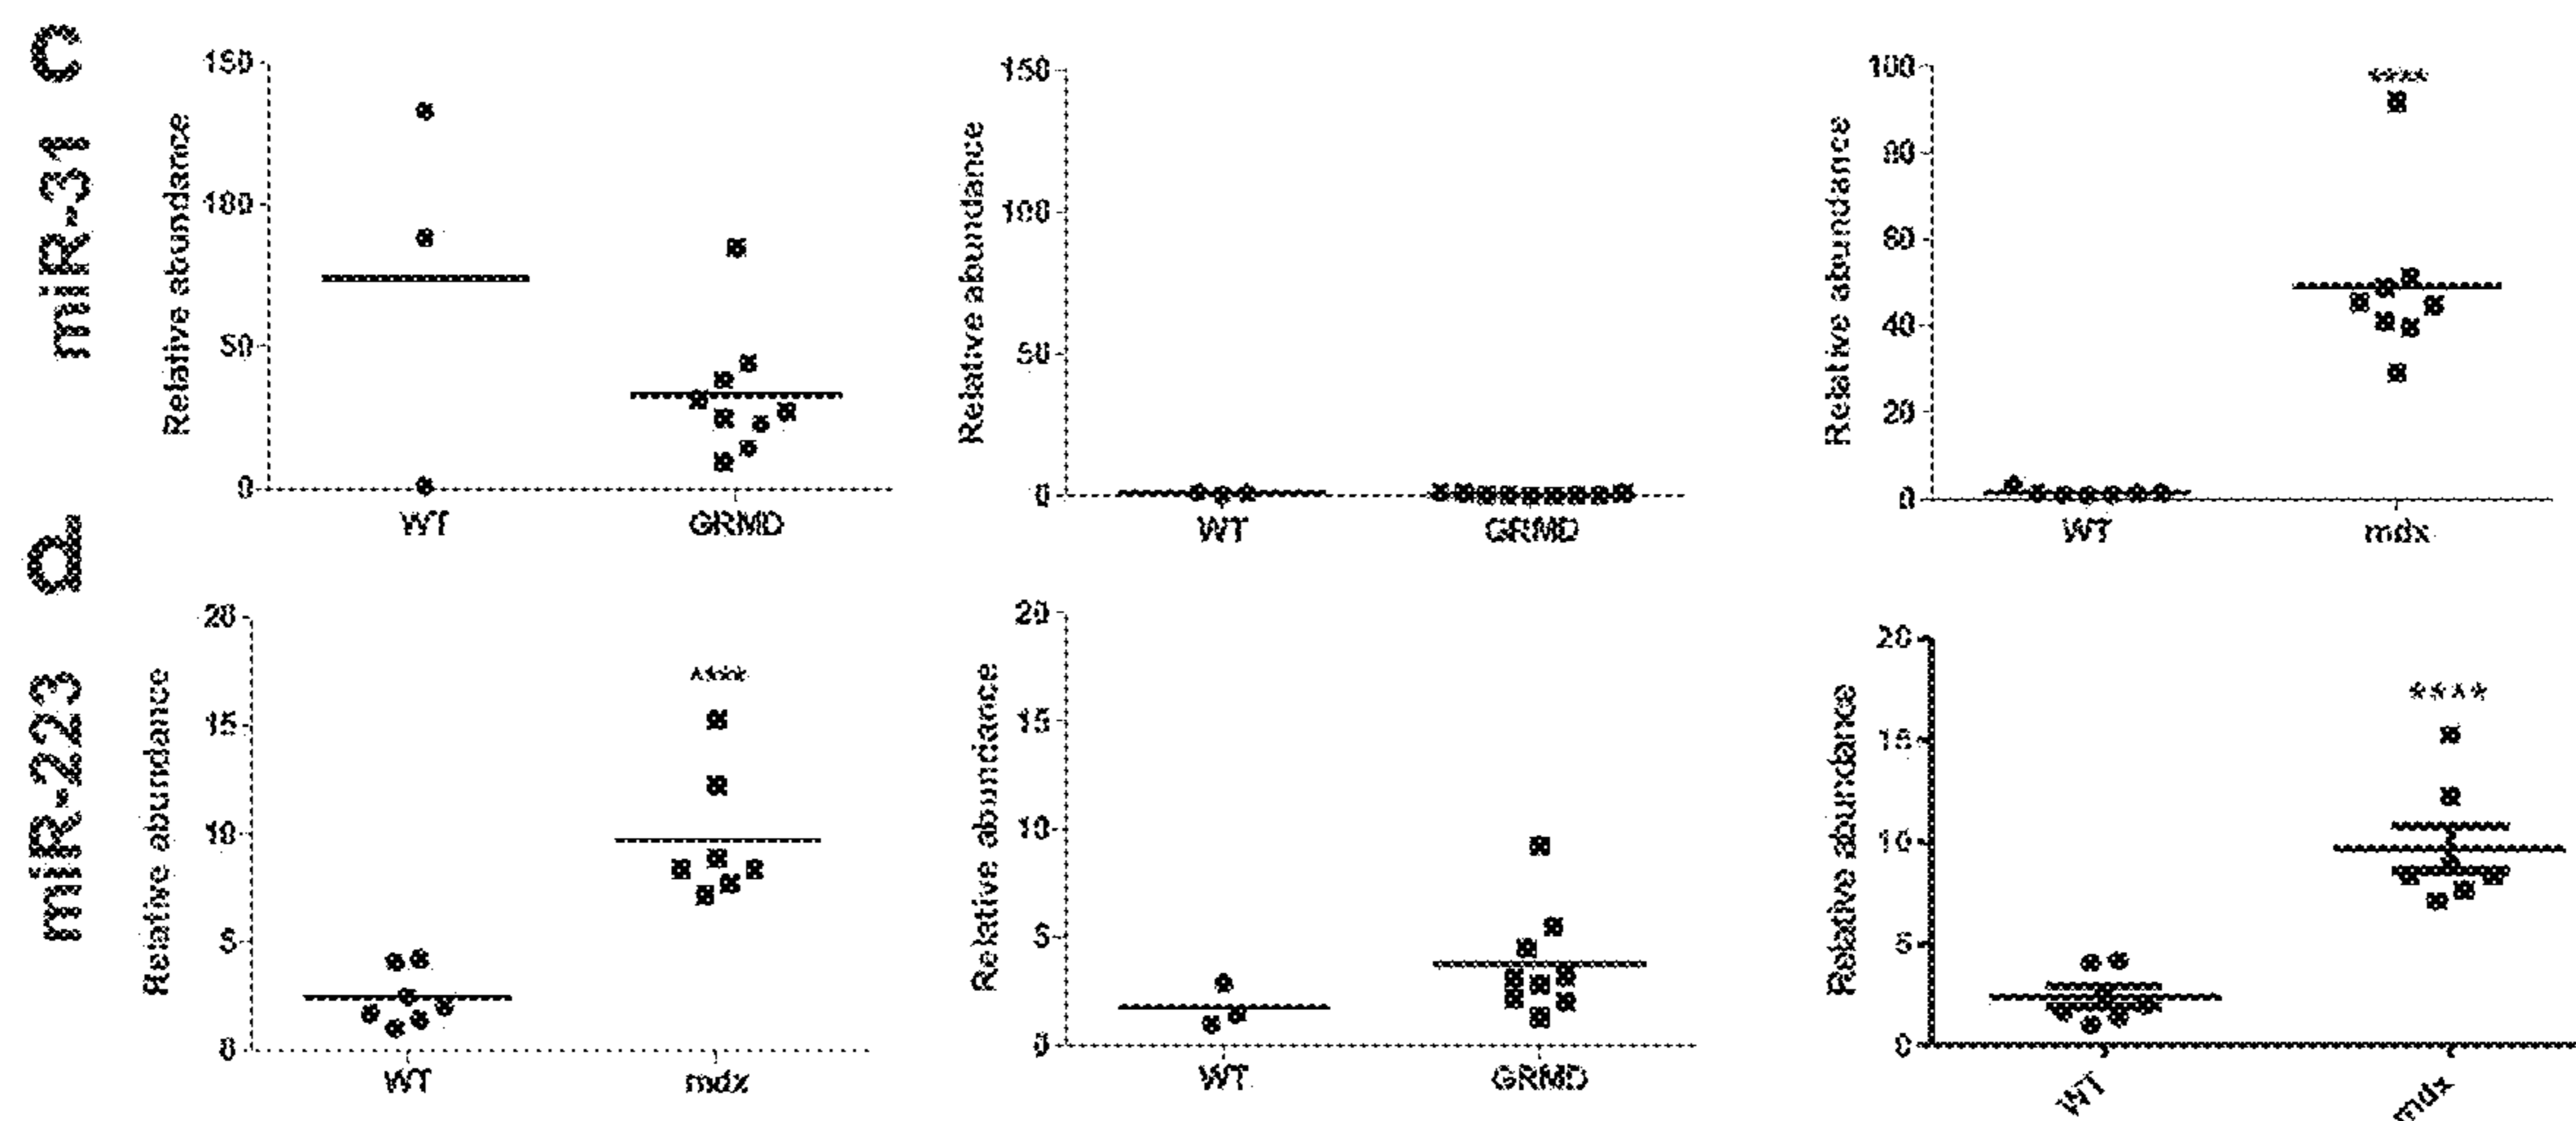 c
miR-31
Relative abundance
150
100
50
0
WT
GRMD
Relative abundance
150
100
50
0
WT
GRMD
Relative abundance
100
80
60
40
20
0
****
WT
mdx
d
miR-223
Relative abundance
20
15
10
5
0
****
WT
mdx
Relative abundance
20
15
10
5
0
WT
GRMD
Relative abundance
20
15
10
5
0
****
WT
mdx